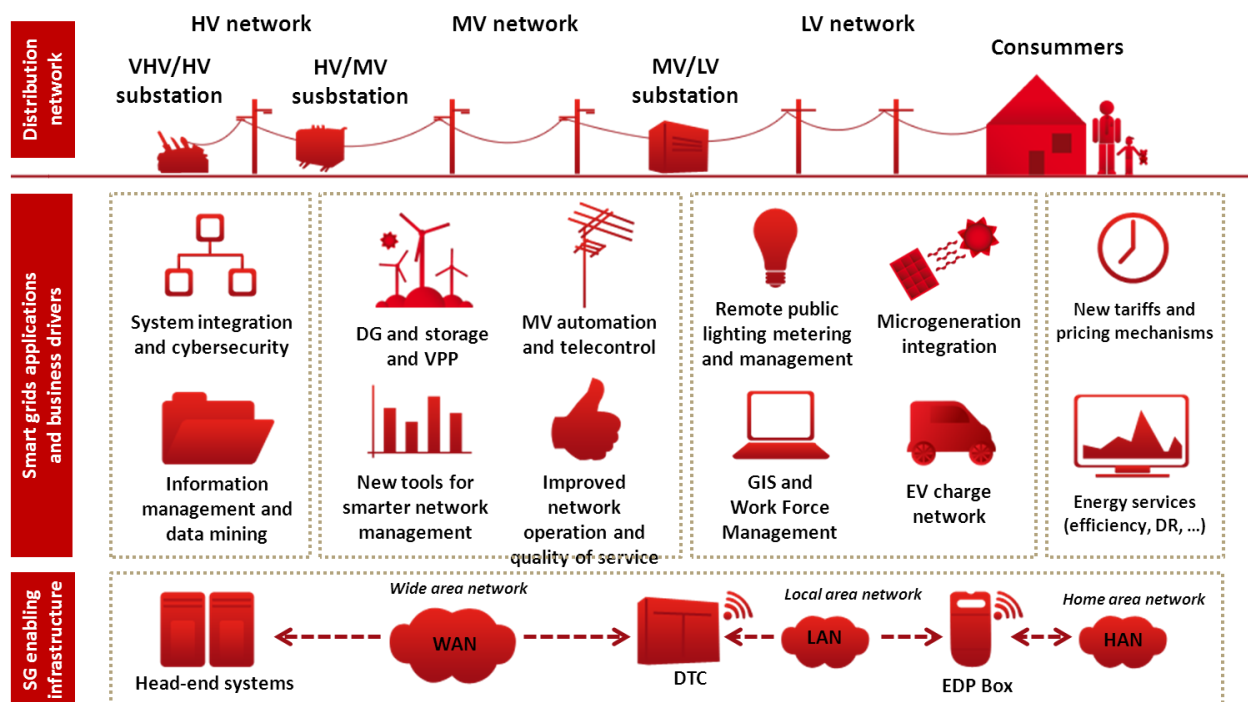 Distribution
network
HV network
MV network
LV network
VHV/HV
substation
HV/MV
susbstation
MV/LV
substation
Consummers
Smart grids applications
and business drivers
System integration
and cybersecurity
DG and storage
and VPP
MV automation
and telecontrol
Remote public
lighting metering
and management
Microgeneration
integration
New tariffs and
pricing mechanisms
Information
management and
data mining
New tools for
smarter network
management
Improved
network
operation and
quality of service
GIS and
Work Force
Management
EV charge
network
Energy services
(efficiency, DR, ...)
SG enabling
infrastructure
Head-end systems
Wide area network
WAN
DTC
Local area network
LAN
EDP Box
Home area network
HAN